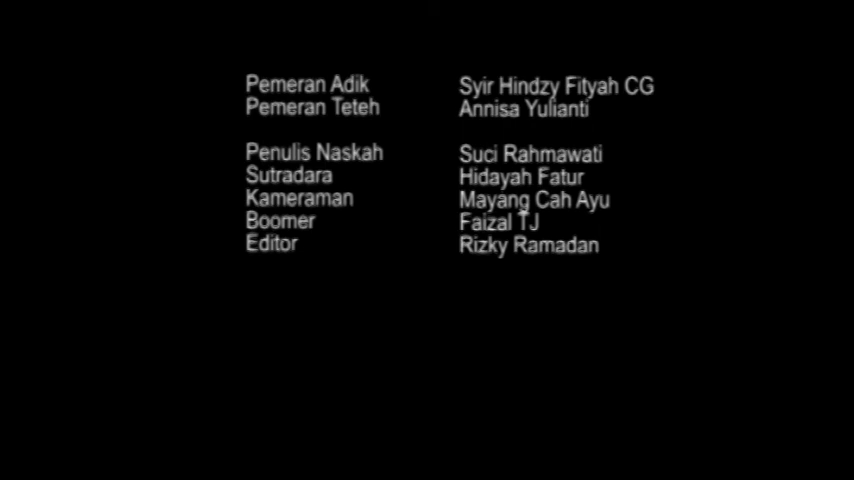 Pemeran Adik Syir Hindzy Fityah CG
Pemeran Teteh Annisa Yulianti
Penulis Naskah Suci Rahmawati
Sutradara Hidayah Fatur
Kameraman Mayang Cah Ayu
Boomer Faizal TJ
Editor Rizky Ramadan